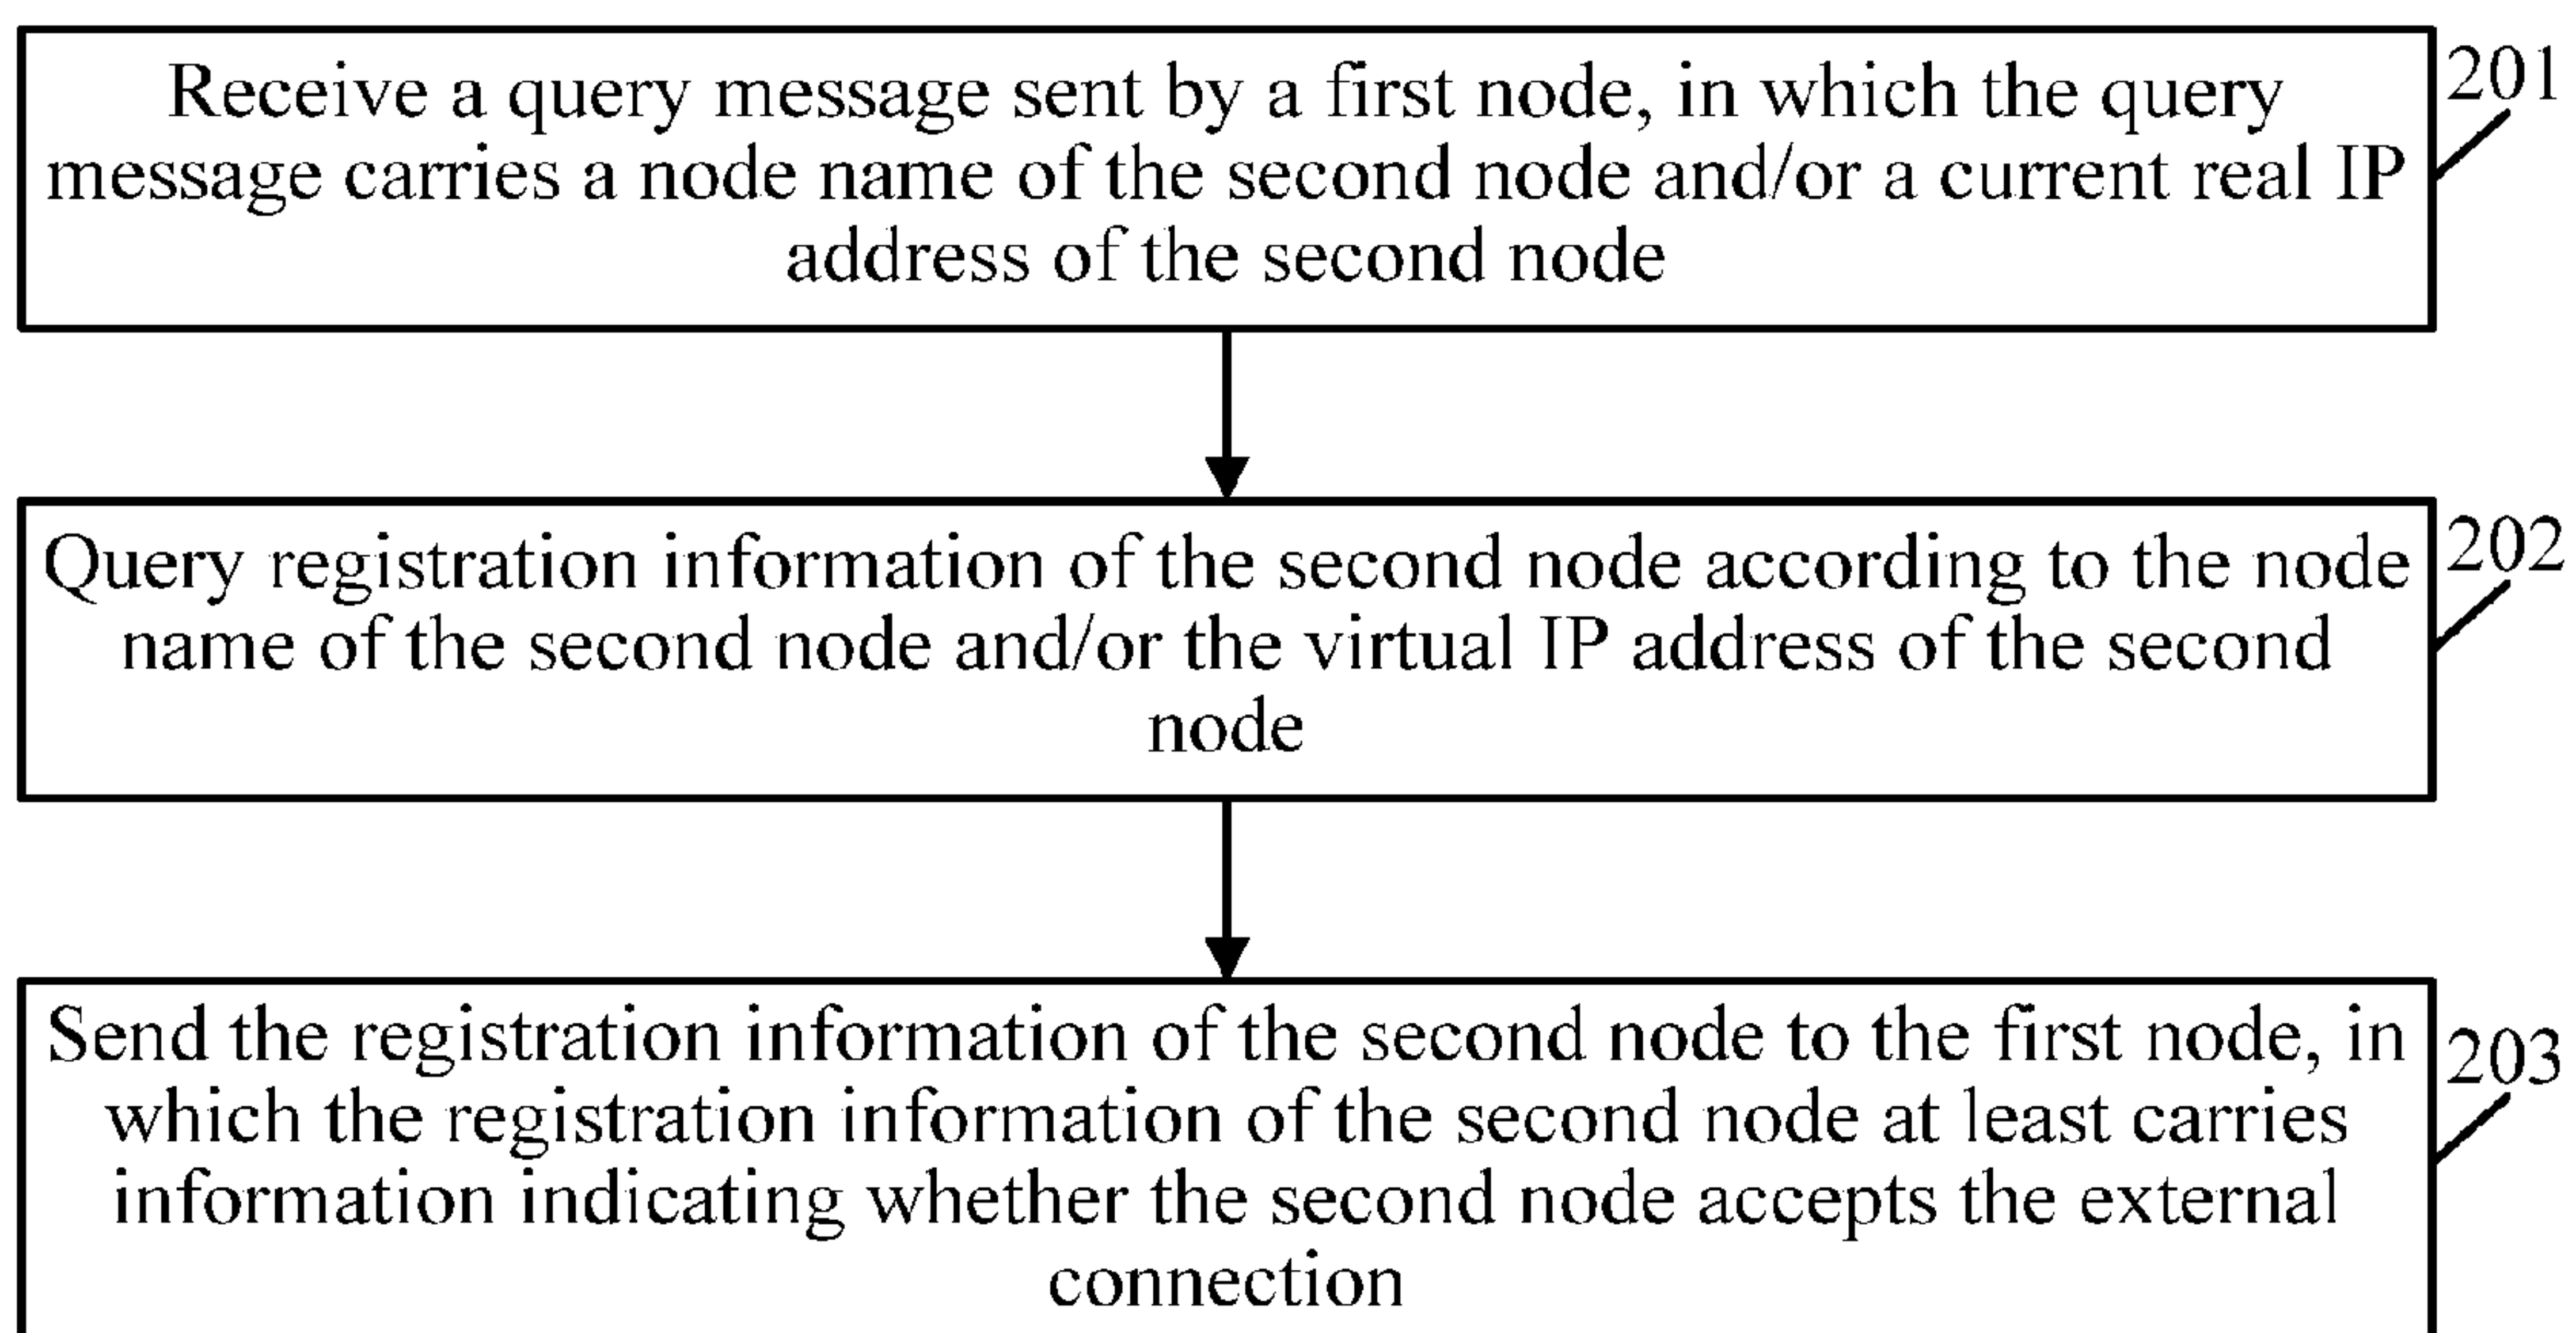 Receive a query message sent by a first node, in which the query
message carries a node name of the second node and/or a current real IP
address of the second node
201
Query registration information of the second node according to the node
name of the second node and/or the virtual IP address of the second
node
202
Send the registration information of the second node to the first node, in
which the registration information of the second node at least carries
information indicating whether the second node accepts the external
connection
203